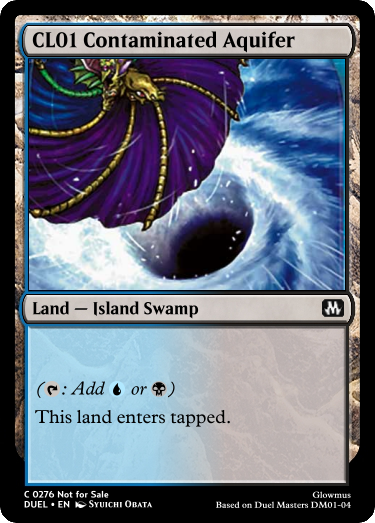 CL01 Contaminated Aquifer
Land — Island Swamp
(: Add or )
This land enters tapped.
C 0276 Not for Sale
DUEL • EN Syuichi Obata
Glowmus
Based on Duel Masters DM01-04